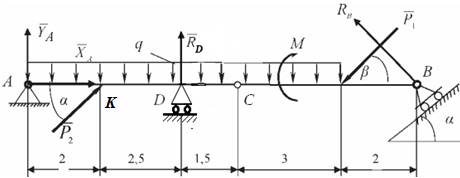 Y_A R_D R_B P_1
q M
A X_A α P_2 K D C β B α
2 2,5 1,5 3 2